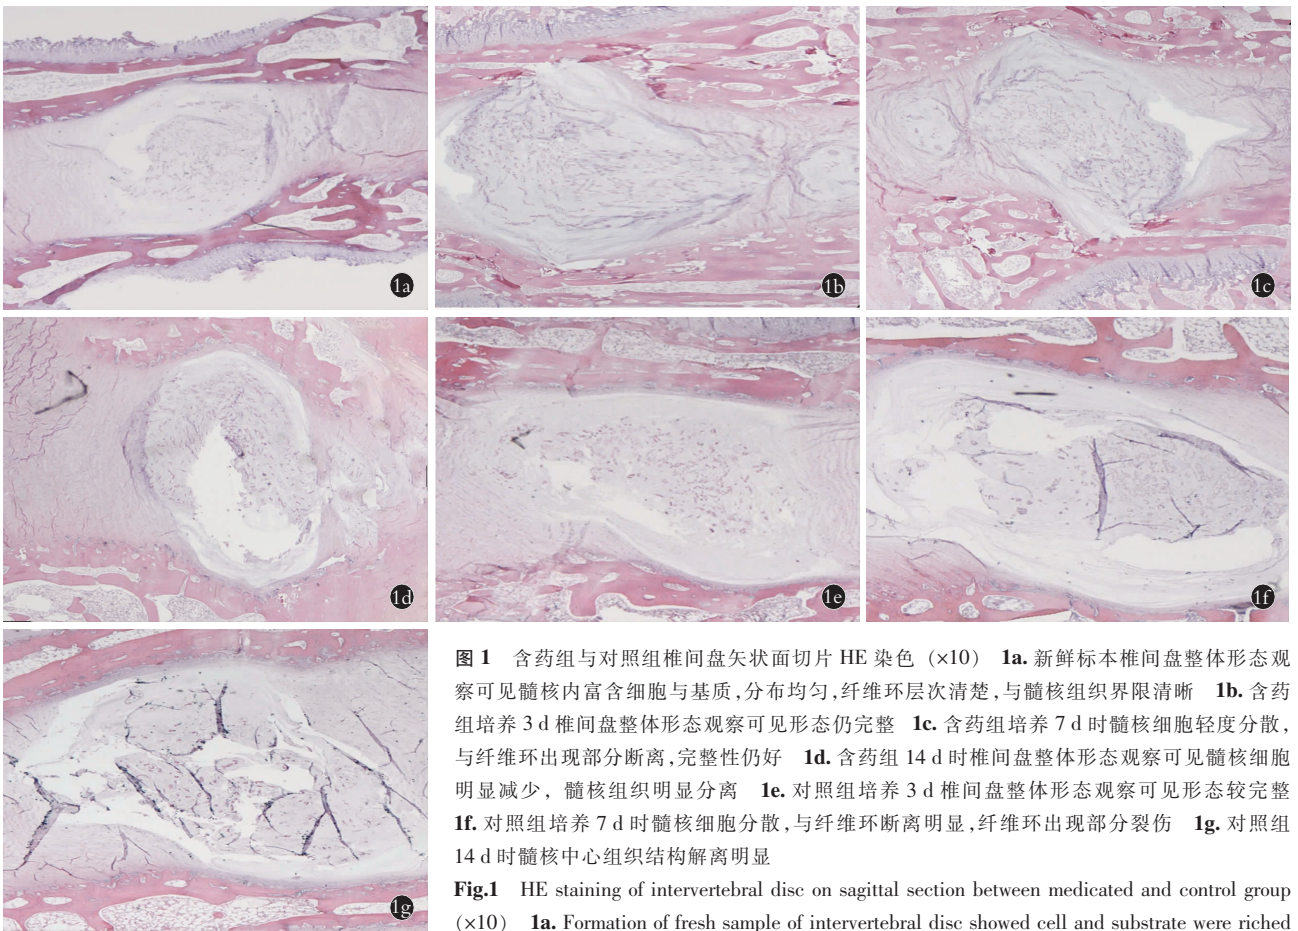 1a
1b
1c
1d
1e
1f
1g
图 1 含药组与对照组椎间盘矢状面切片 HE 染色 (×10) 1a. 新鲜标本椎间盘整体形态观
察可见髓核内富含细胞与基质,分布均匀,纤维环层次清楚,与髓核组织界限清晰 1b. 含药
组培养 3 d 椎间盘整体形态观察可见形态仍完整 1c. 含药组培养 7 d 时髓核细胞轻度分散,
与纤维环出现部分断离,完整性仍好 1d. 含药组 14 d 时椎间盘整体形态观察可见髓核细胞
明显减少, 髓核组织明显分离 1e. 对照组培养 3 d 椎间盘整体形态观察可见形态较完整
1f. 对照组培养 7 d 时髓核细胞分散,与纤维环断离明显,纤维环出现部分裂伤 1g. 对照组
14 d 时髓核中心组织结构解离明显
Fig.1 HE staining of intervertebral disc on sagittal section between medicated and control group
(×10) 1a. Formation of fresh sample of intervertebral disc showed cell and substrate were riched